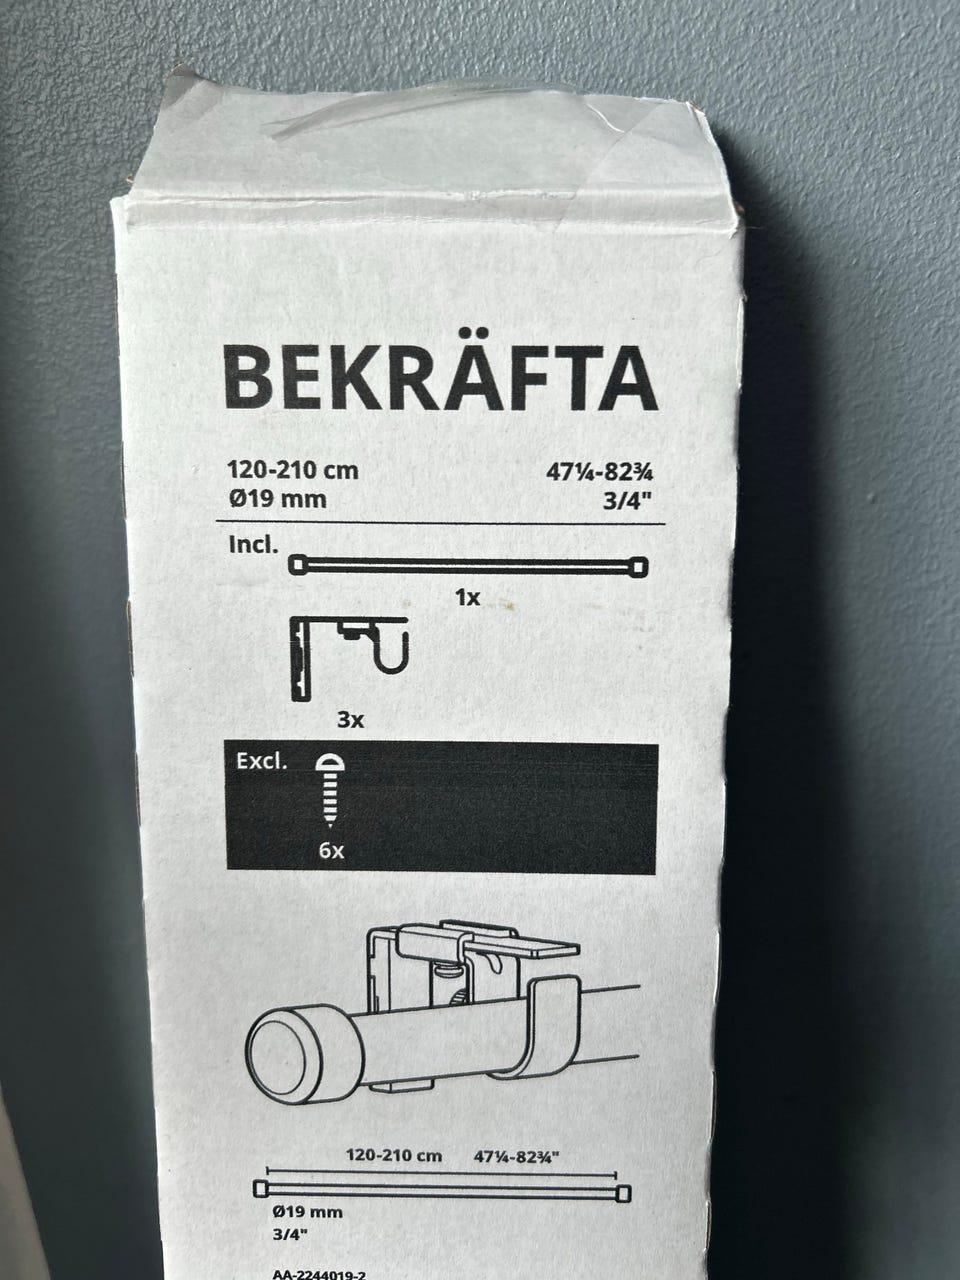 BEKRÄFTA
120-210 cm 47¼-82¾
Ø19 mm 3/4"
Incl.
1x
3x
Excl.
6x
120-210 cm 47¼-82¾"
Ø19 mm
3/4"
AA-2244019-2